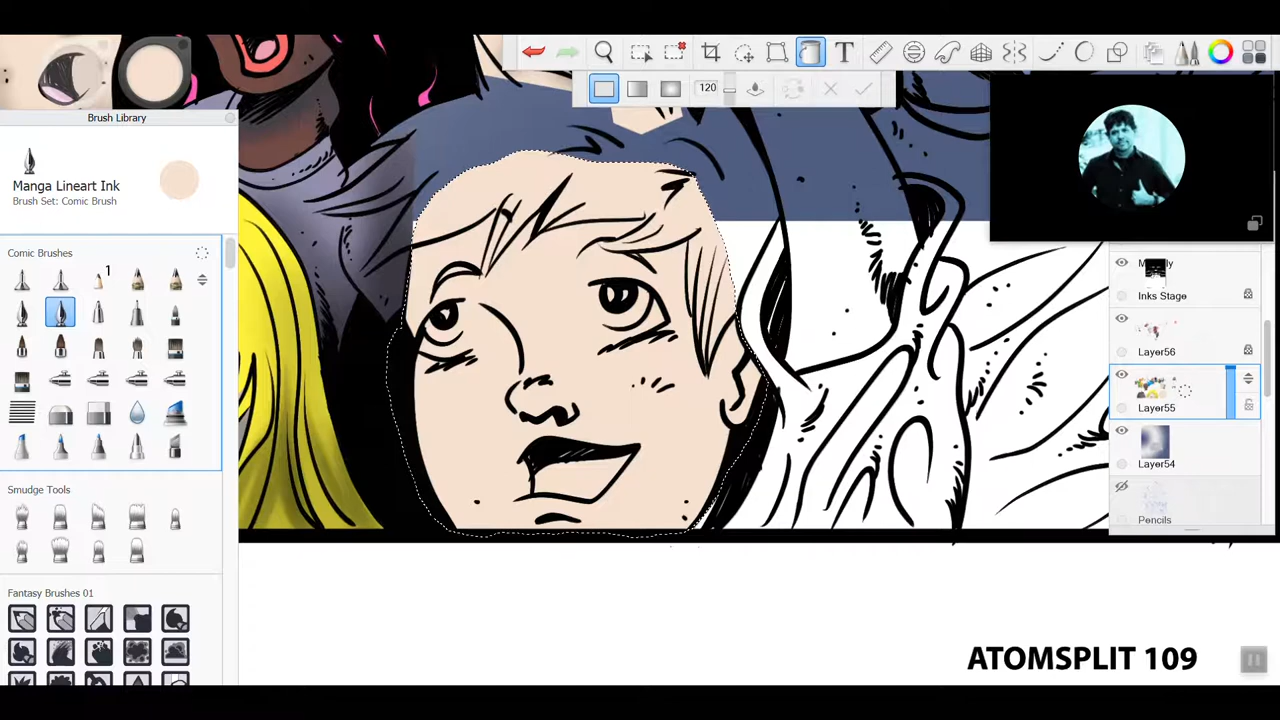 120
Brush Library
Manga Lineart Ink
Brush Set: Comic Brush
Comic Brushes
1
Inks Stage
Layer56
Layer55
Layer54
Pencils
Smudge Tools
Fantasy Brushes 01
ATOMSPLIT 109